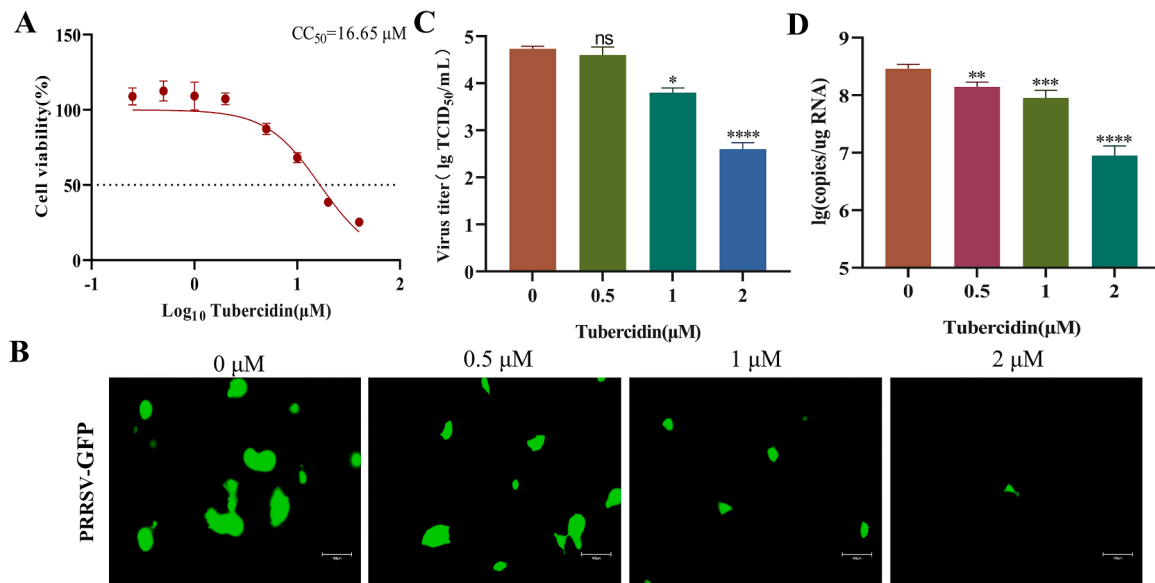 A
CC50=16.65 μM
Cell viability(%)
150
100
50
0
-1
0
1
2
Log10 Tubercidin(μM)
C
Virus titer( lg TCID50/mL)
5
4
3
2
1
0
ns
*
****
0
0.5
1
2
Tubercidin(μM)
D
lg(copies/ug RNA)
9
8
7
6
5
**
***
****
0
0.5
1
2
Tubercidin(μM)
B
0 μM
0.5 μM
1 μM
2 μM
PRRSV-GFP